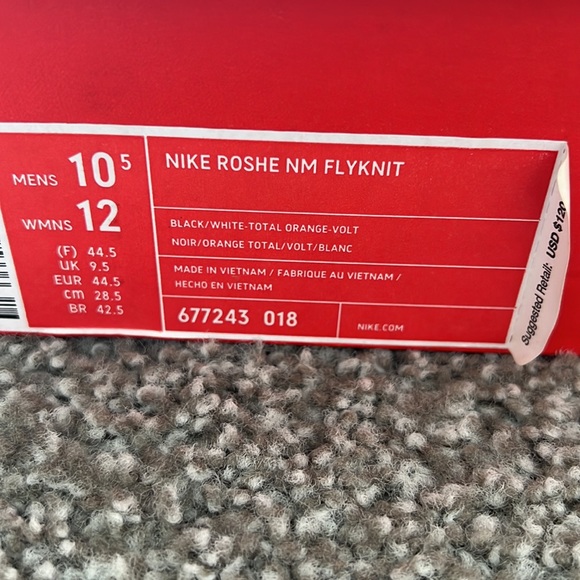 MENS 10 5
WMNS 12
(F) 44.5
UK 9.5
EUR 44.5
cm 28.5
BR 42.5
NIKE ROSHE NM FLYKNIT
BLACK/WHITE-TOTAL ORANGE-VOLT
NOIR/ORANGE TOTAL/VOLT/BLANC
MADE IN VIETNAM / FABRIQUE AU VIETNAM /
HECHO EN VIETNAM
677243 018
NIKE.COM
Suggested Retail: USD $120